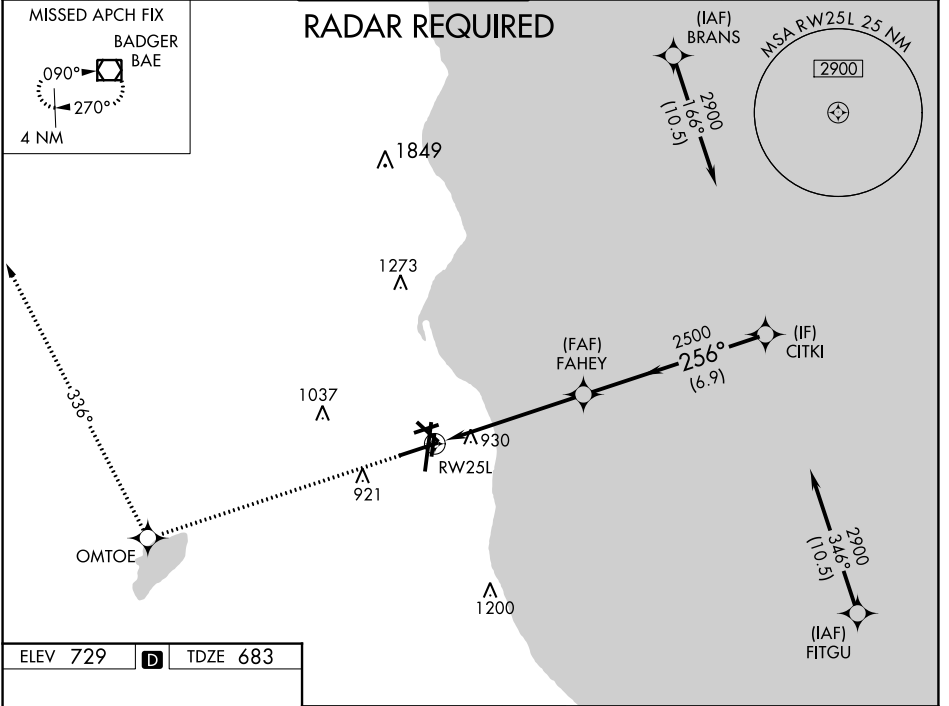 MISSED APCH FIX
BADGER
BAE
090°
270°
4 NM
RADAR REQUIRED
(IAF)
BRANS
2900
166°
(10.5)
MSA RW25L 25 NM
2900
1849
1273
(FAF)
FAHEY
2500
256°
(6.9)
(IF)
CITKI
1037
930
RW25L
921
336°
OMTOE
1200
2900
346°
(10.5)
(IAF)
FITGU
ELEV 729 D TDZE 683